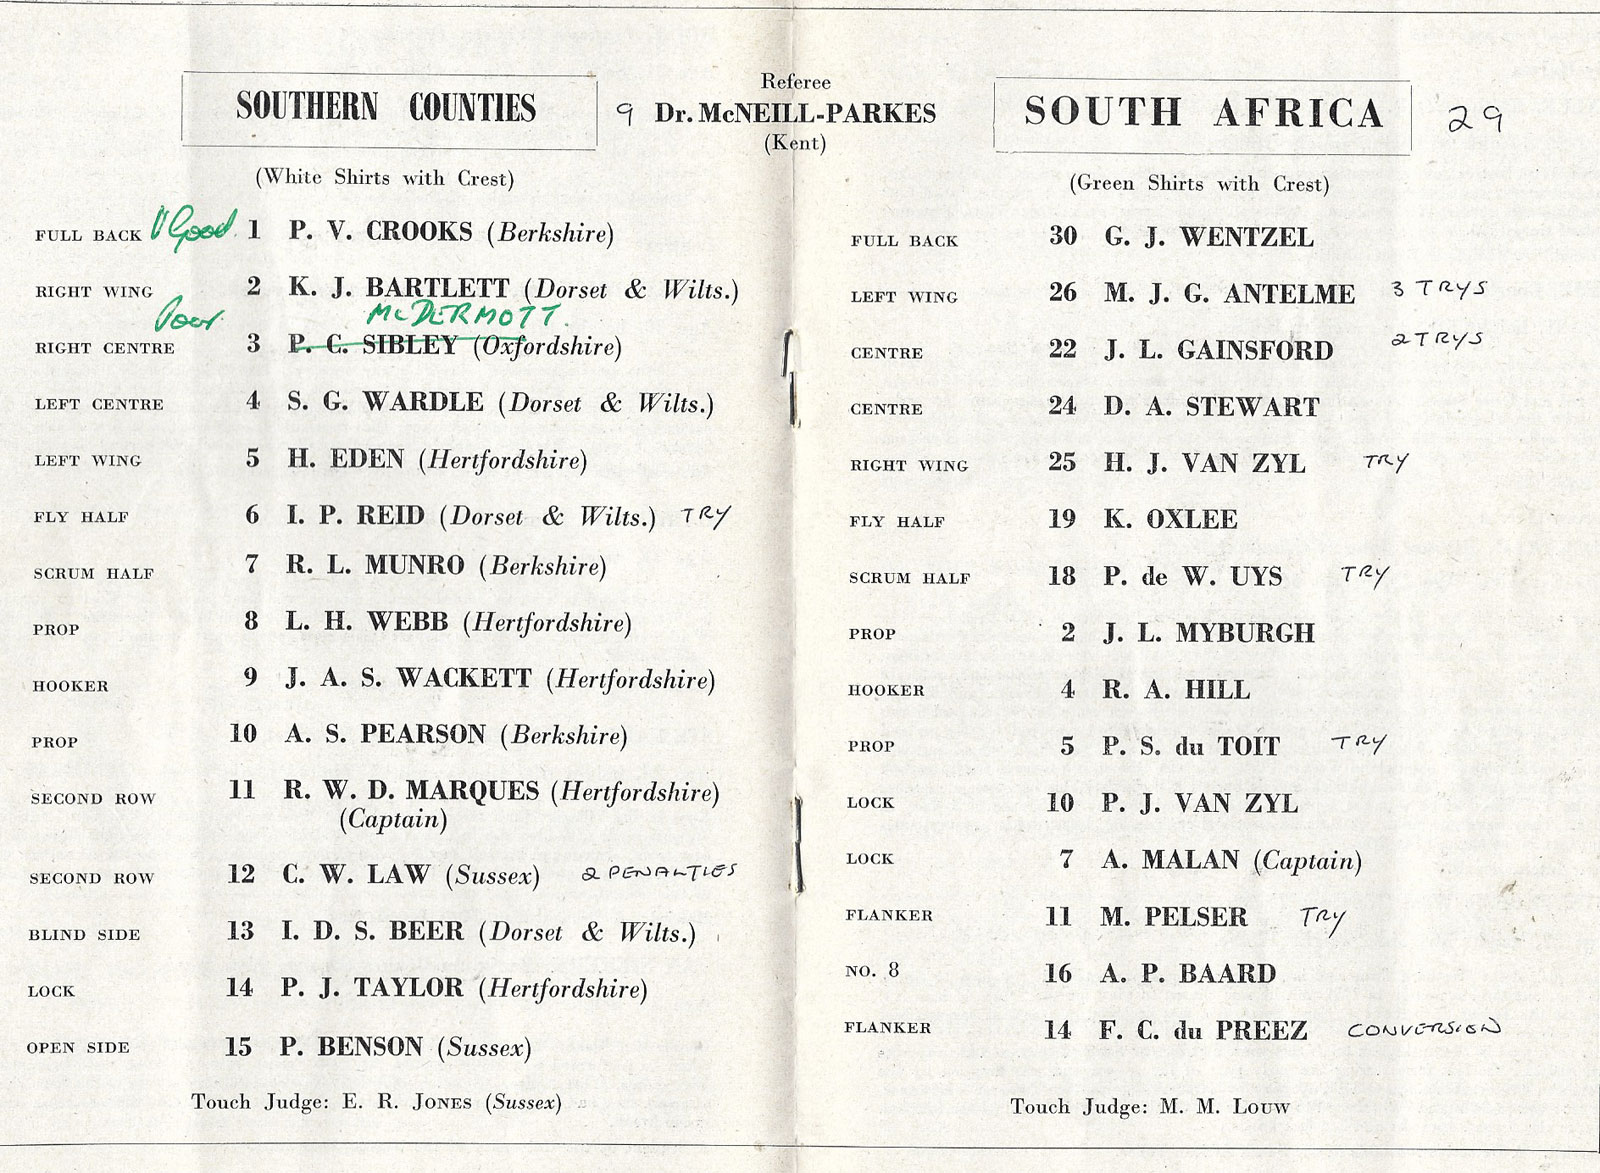 SOUTHERN COUNTIES
9
(White Shirts with Crest)
FULL BACK V Good 1 P. V. CROOKS (Berkshire)
RIGHT WING 2 K. J. BARTLETT (Dorset & Wilts.)
Poor McDERMOTT.
RIGHT CENTRE 3 P. C. SIBLEY (Oxfordshire)
LEFT CENTRE 4 S. G. WARDLE (Dorset & Wilts.)
LEFT WING 5 H. EDEN (Hertfordshire)
FLY HALF 6 I. P. REID (Dorset & Wilts.) TRY
SCRUM HALF 7 R. L. MUNRO (Berkshire)
PROP 8 L. H. WEBB (Hertfordshire)
HOOKER 9 J. A. S. WACKETT (Hertfordshire)
PROP 10 A. S. PEARSON (Berkshire)
SECOND ROW 11 R. W. D. MARQUES (Hertfordshire)
(Captain)
SECOND ROW 12 C. W. LAW (Sussex) 2 PENALTIES
BLIND SIDE 13 I. D. S. BEER (Dorset & Wilts.)
LOCK 14 P. J. TAYLOR (Hertfordshire)
OPEN SIDE 15 P. BENSON (Sussex)
Touch Judge: E. R. JONES (Sussex)
Referee
Dr. McNEILL-PARKES
(Kent)
SOUTH AFRICA 29
(Green Shirts with Crest)
FULL BACK 30 G. J. WENTZEL
LEFT WING 26 M. J. G. ANTELME 3 TRYS
CENTRE 22 J. L. GAINSFORD 2 TRYS
CENTRE 24 D. A. STEWART
RIGHT WING 25 H. J. VAN ZYL TRY
FLY HALF 19 K. OXLEE
SCRUM HALF 18 P. de W. UYS TRY
PROP 2 J. L. MYBURGH
HOOKER 4 R. A. HILL
PROP 5 P. S. du TOIT TRY
LOCK 10 P. J. VAN ZYL
LOCK 7 A. MALAN (Captain)
FLANKER 11 M. PELSER TRY
NO. 8 16 A. P. BAARD
FLANKER 14 F. C. du PREEZ CONVERSION
Touch Judge: M. M. LOUW